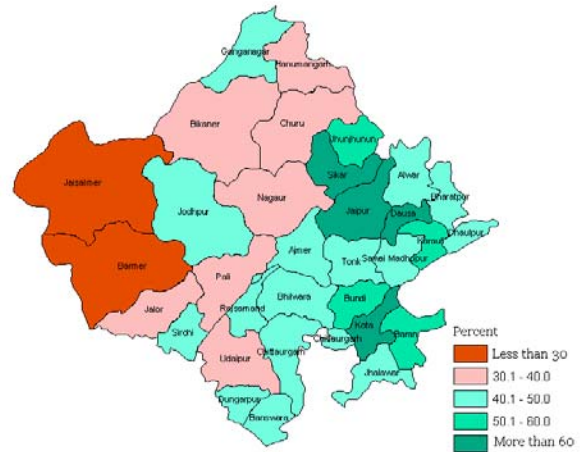 Ganganagar
Hanumangarh
Bikaner
Churu
Jhunjhunun
Sikar
Alwar
Jaisalmer
Bharatpur
Nagaur
Jaipur
Dausa
Jodhpur
Dhaulpur
Karauli
Ajmer
Barmer
Tonk
Sawai Madhopur
Pali
Jalor
Rajsamand
Bhilwara
Bundi
Sirohi
Kota
Baran
Udaipur
Chittaurgarh
Chittaurgarh
Jhalawar
Dungarpur
Banswara
Percent
Less than 30
30.1 - 40.0
40.1 - 50.0
50.1 - 60.0
More than 60